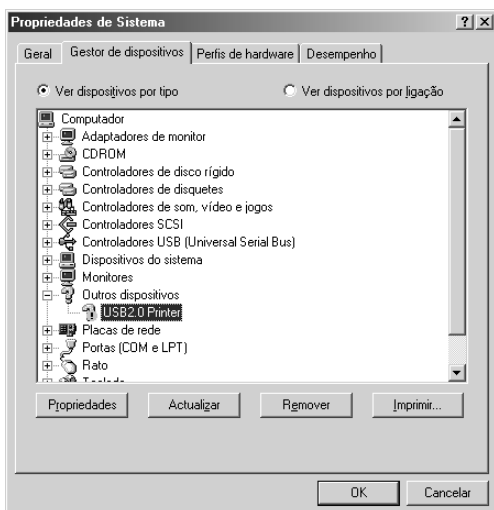 Propriedades de Sistema
Geral Gestor de dispositivos Perfis de hardware Desempenho
Ver dispositivos por tipo Ver dispositivos por ligação
Computador
Adaptadores de monitor
CDROM
Controladores de disco rígido
Controladores de disquetes
Controladores de som, vídeo e jogos
Controladores SCSI
Controladores USB (Universal Serial Bus)
Dispositivos do sistema
Monitores
Outros dispositivos
USB2.0 Printer
Placas de rede
Portas (COM e LPT)
Rato
Propriedades Actualizar Remover Imprimir...
OK Cancelar